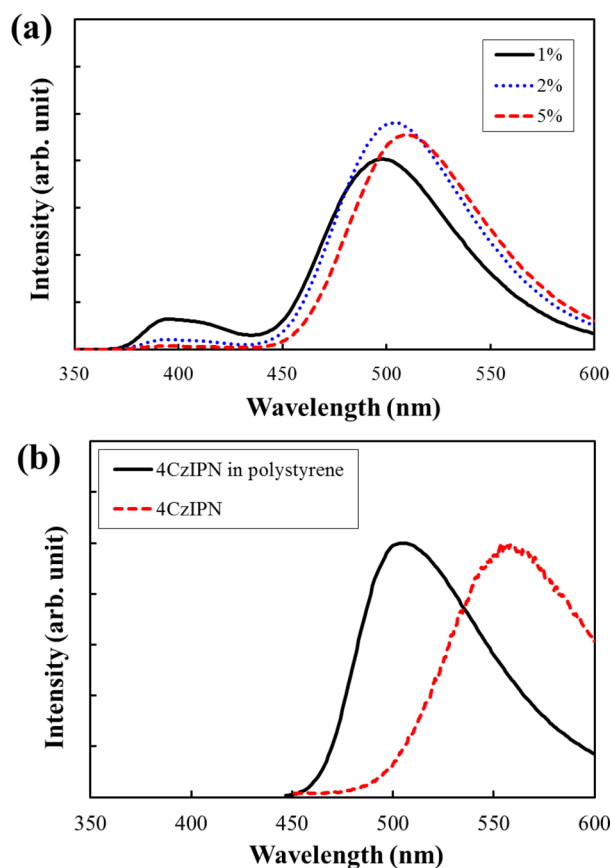 (a)
1%
2%
5%
Intensity (arb. unit)
350 400 450 500 550 600
Wavelength (nm)
(b)
4CzIPN in polystyrene
4CzIPN
Intensity (arb. unit)
350 400 450 500 550 600
Wavelength (nm)